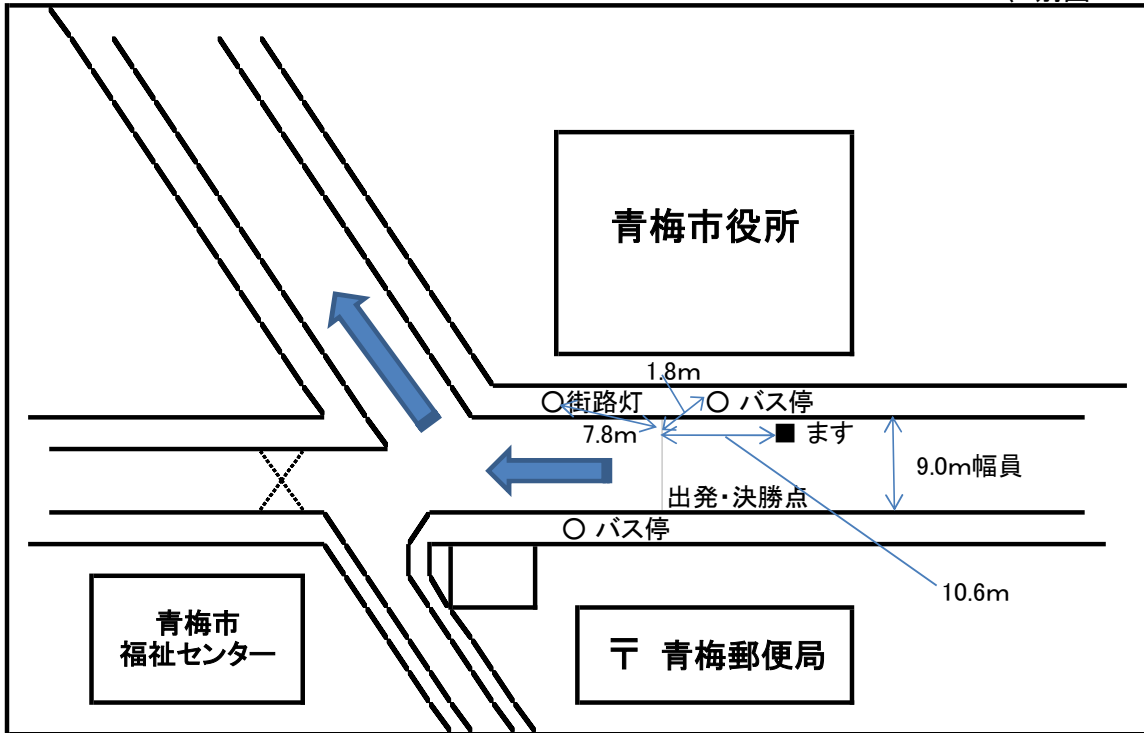 青梅市役所
1.8m
○街路灯
○ バス停
7.8m
■ ます
9.0m幅員
出発・決勝点
○ バス停
10.6m
青梅市
福祉センター
〒 青梅郵便局